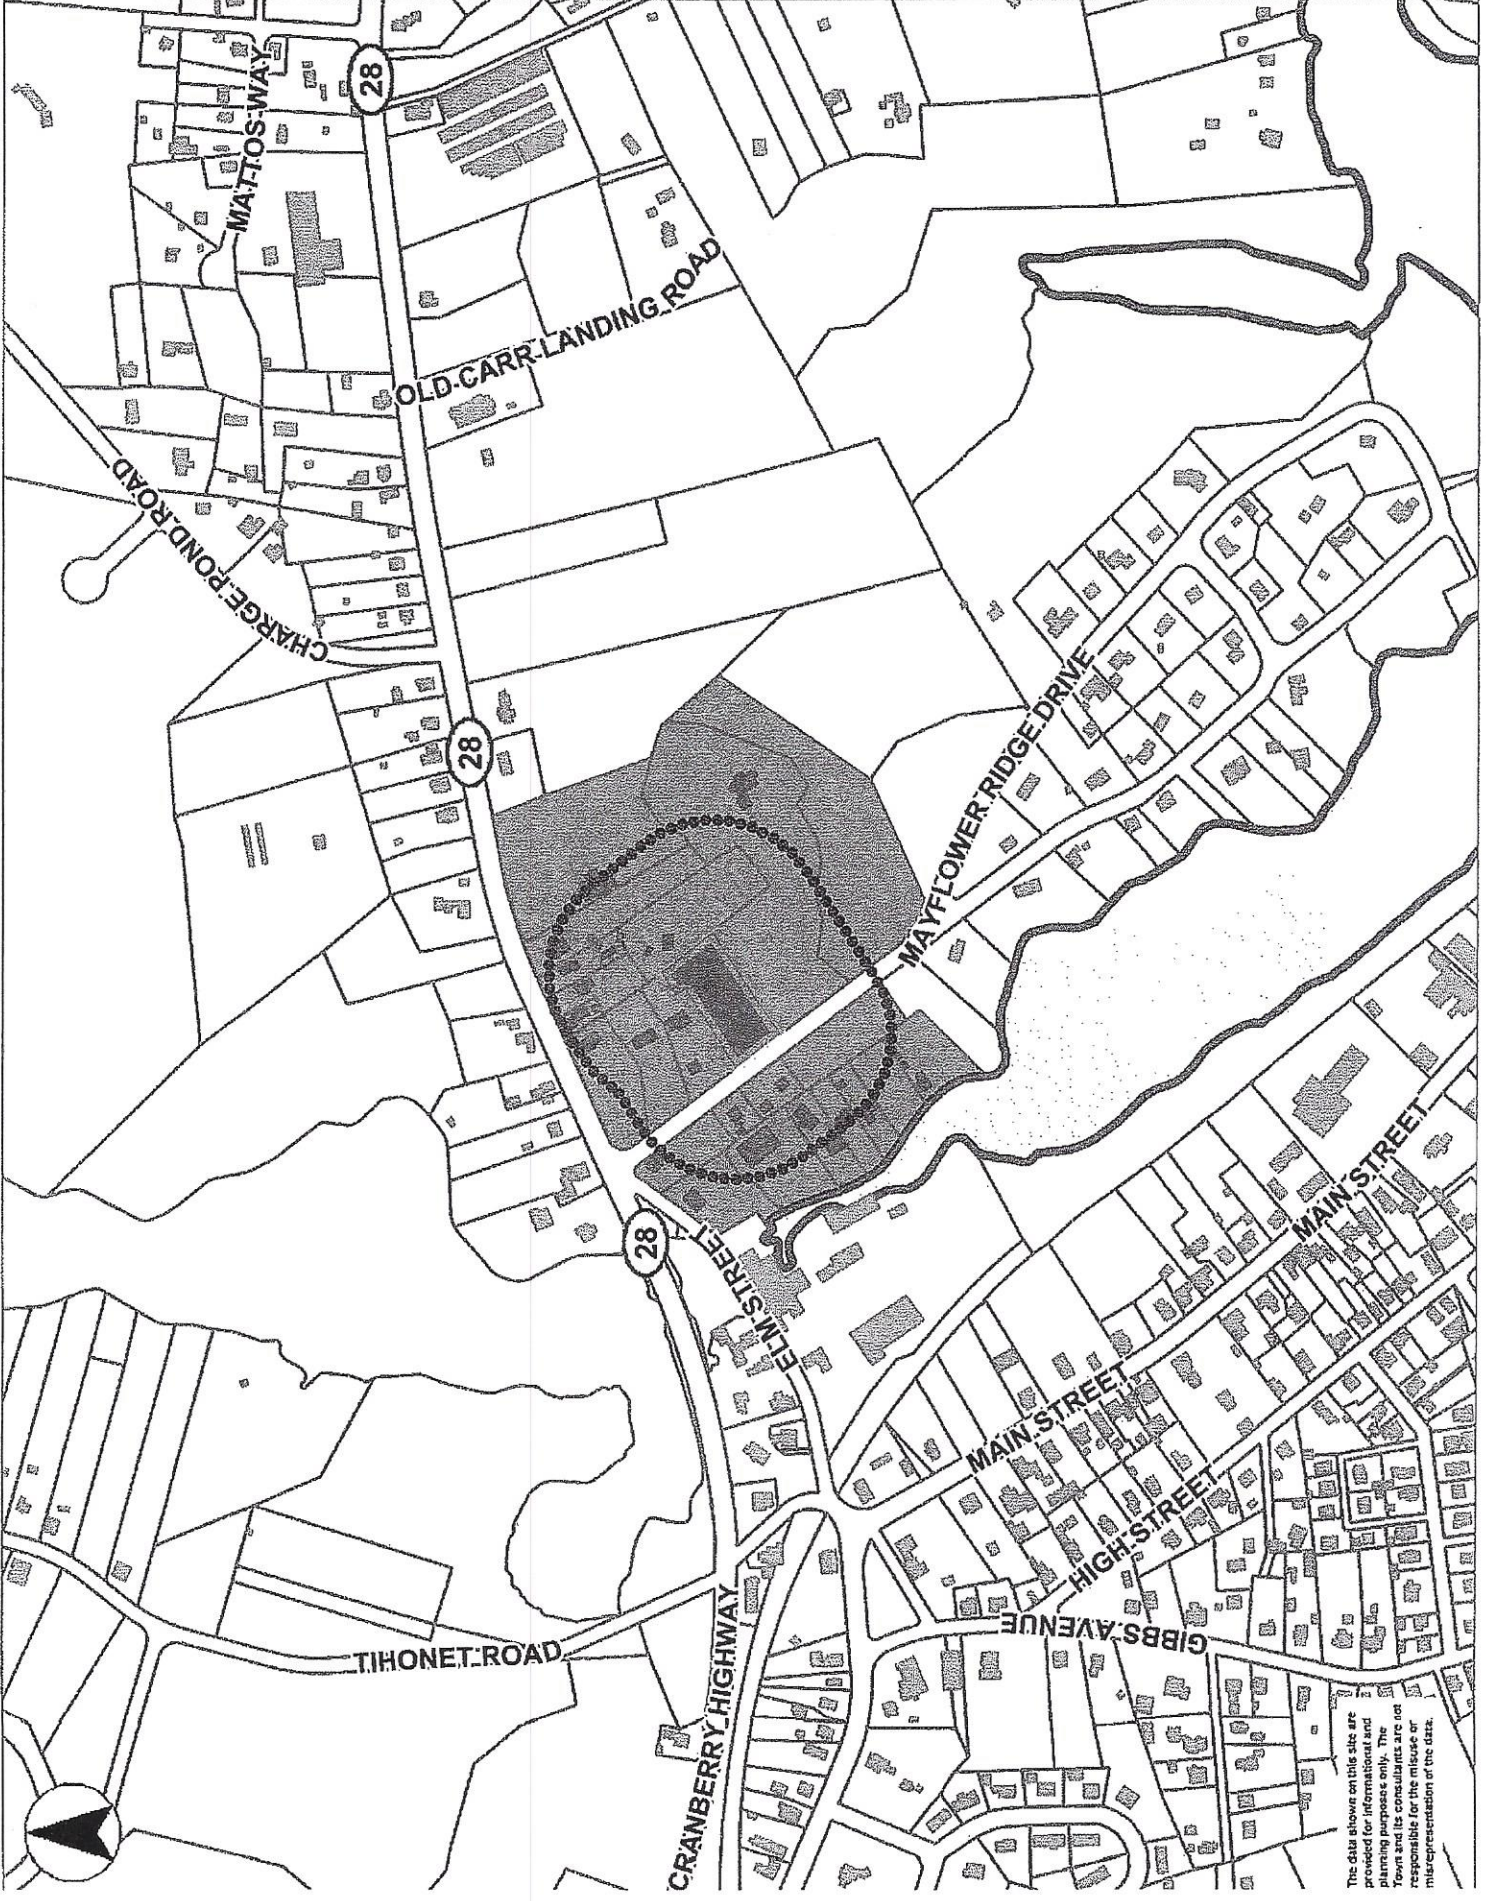 MATTOS WAY
28
OLD CARR LANDING ROAD
CHARGE POND ROAD
28
MAYFLOWER RIDGE DRIVE
28
ELM STREET
MAIN STREET
MAIN STREET
HIGH STREET
GIBBS AVENUE
TIHONET ROAD
CRANBERRY HIGHWAY
The data shown on this site are
provided for informational and
planning purposes only. The
Town and its consultants are not
responsible for the misuse or
misrepresentation of the data.